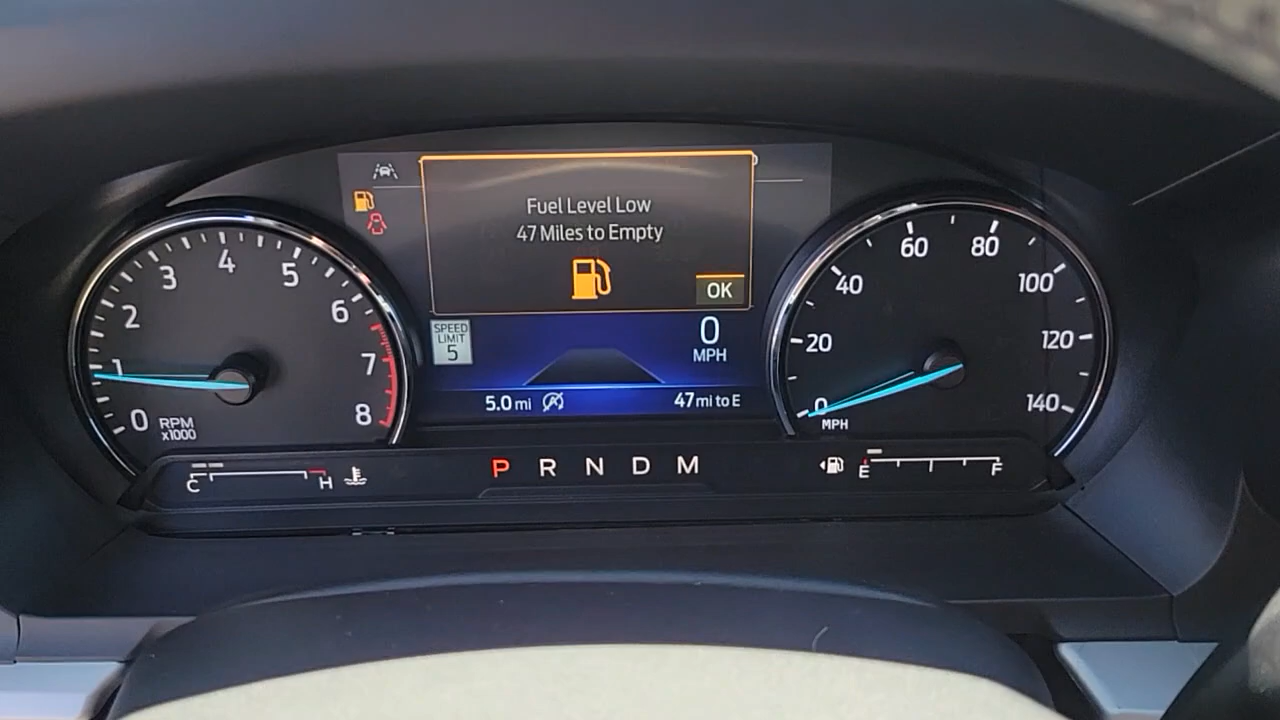 Fuel Level Low
47 Miles to Empty
OK
SPEED
LIMIT
5
0
MPH
5.0 mi
47 mi to E
0 1 2 3 4 5 6 7 8
RPM
x1000
0 20 40 60 80 100 120 140
MPH
C H
P R N D M
E F